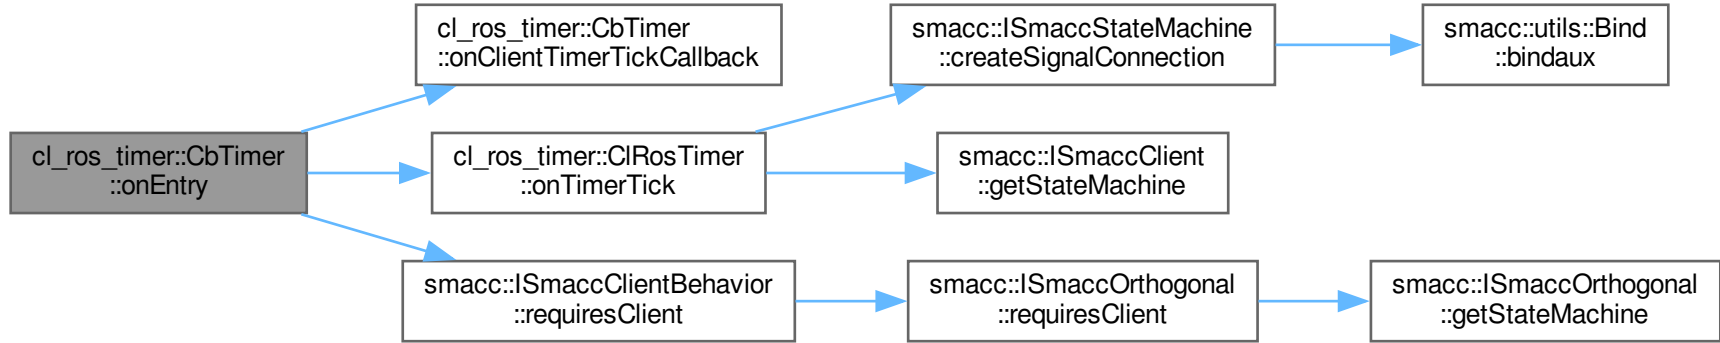 cl_ros_timer::CbTimer
::onEntry
cl_ros_timer::CbTimer
::onClientTimerTickCallback
cl_ros_timer::ClRosTimer
::onTimerTick
smacc::ISmaccClientBehavior
::requiresClient
smacc::ISmaccStateMachine
::createSignalConnection
smacc::ISmaccClient
::getStateMachine
smacc::ISmaccOrthogonal
::requiresClient
smacc::utils::Bind
::bindaux
smacc::ISmaccOrthogonal
::getStateMachine